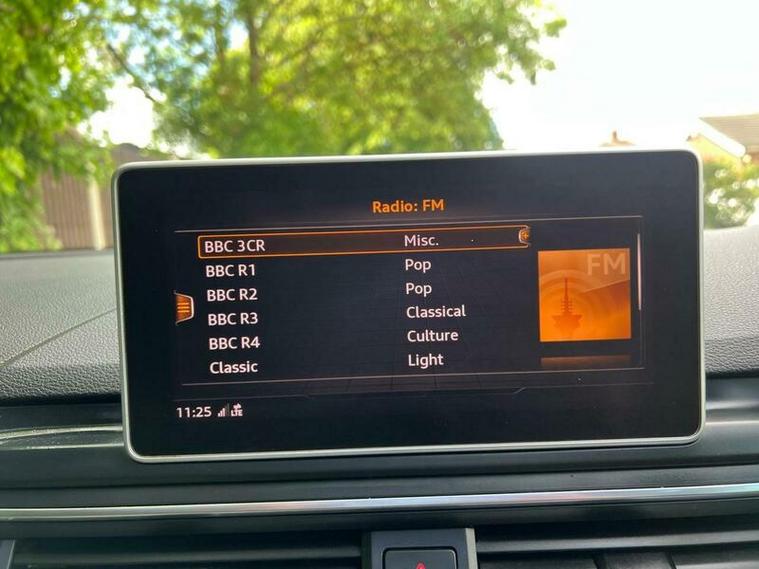 Radio: FM
BBC 3CR Misc.
BBC R1 Pop
BBC R2 Pop
BBC R3 Classical
BBC R4 Culture
Classic Light
FM
11:25 LTE